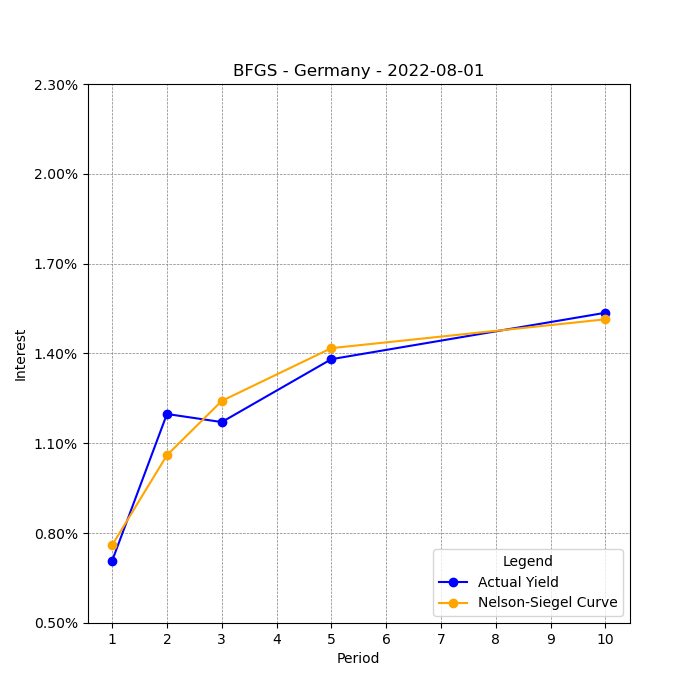 BFGS - Germany - 2022-08-01
2.30%
2.00%
1.70%
1.40%
1.10%
0.80%
0.50%
Interest
1 2 3 4 5 6 7 8 9 10
Period
Legend
Actual Yield
Nelson-Siegel Curve